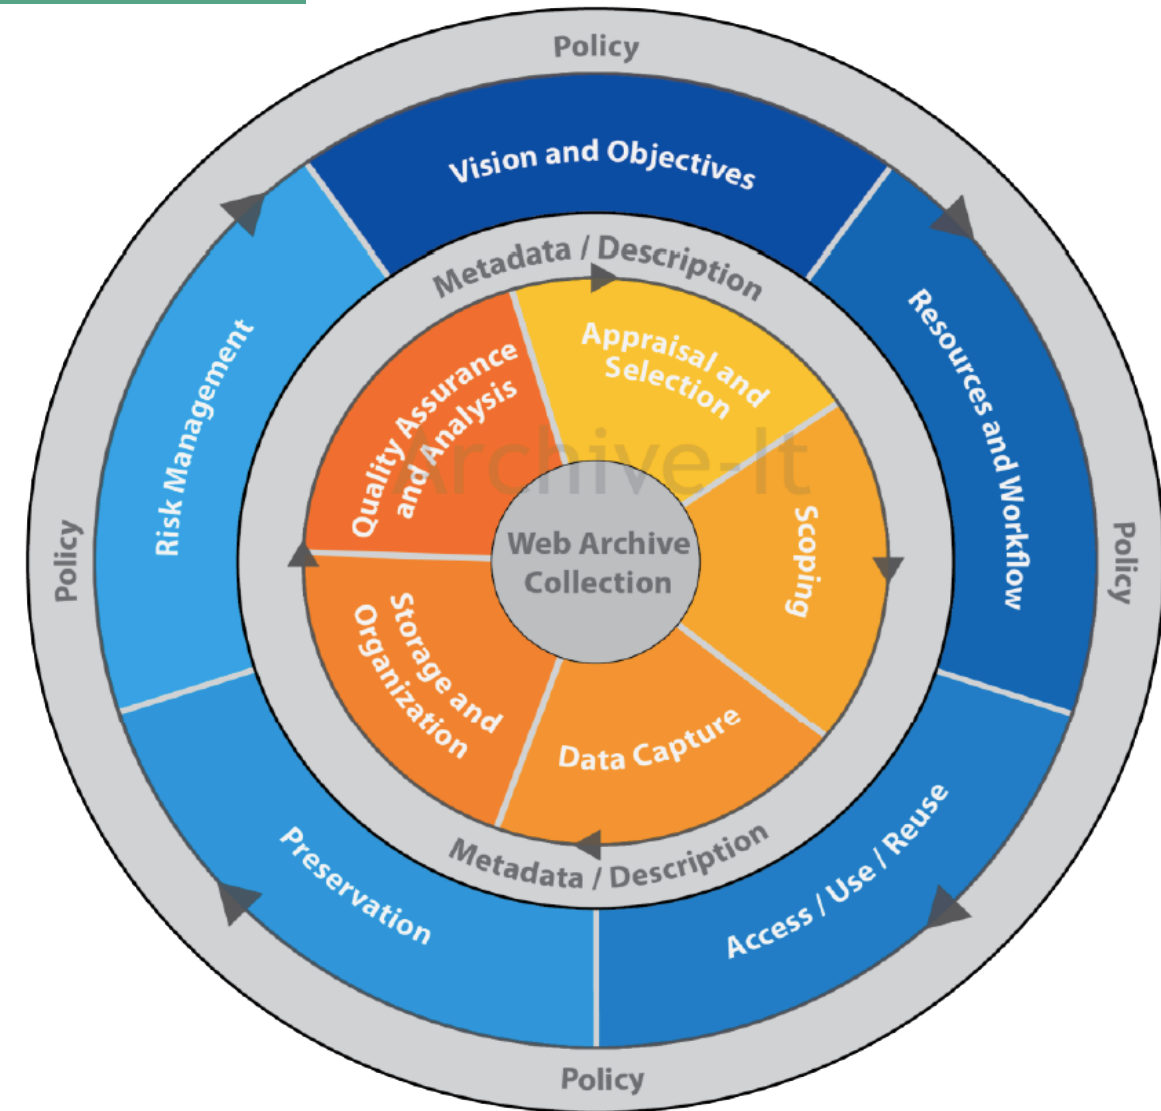 Policy
Vision and Objectives
Metadata / Description
Appraisal and
Selection
Quality Assurance
and Analysis
Risk Management
Resources and Workflow
Archive-It
Scoping
Web Archive
Collection
Policy
Policy
Storage and
Organization
Data Capture
Metadata / Description
Preservation
Access / Use / Reuse
Policy